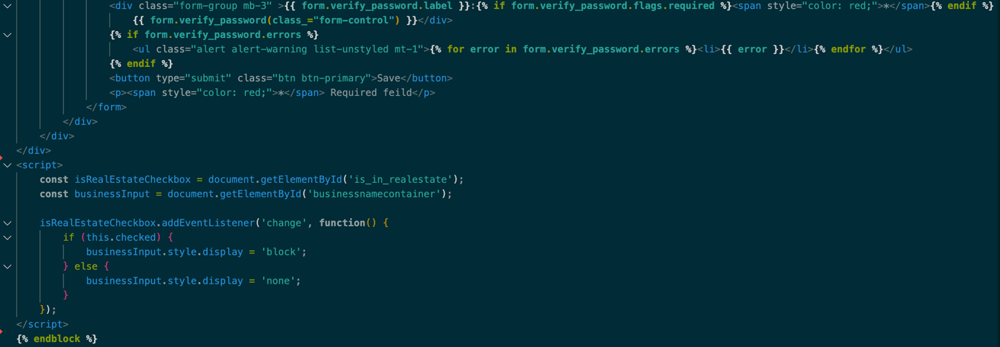 <div class="form-group mb-3" >{{ form.verify_password.label }}:{% if form.verify_password.flags.required %}<span style="color: red;">*</span>{% endif %}
{{ form.verify_password(class_="form-control") }}</div>
{% if form.verify_password.errors %}
<ul class="alert alert-warning list-unstyled mt-1">{% for error in form.verify_password.errors %}<li>{{ error }}</li>{% endfor %}</ul>
{% endif %}
<button type="submit" class="btn btn-primary">Save</button>
<p><span style="color: red;">*</span> Required feild</p>
</form>
</div>
</div>
</div>
<script>
const isRealEstateCheckbox = document.getElementById('is_in_realestate');
const businessInput = document.getElementById('businessnamecontainer');
isRealEstateCheckbox.addEventListener('change', function() {
if (this.checked) {
businessInput.style.display = 'block';
} else {
businessInput.style.display = 'none';
}
});
</script>
{% endblock %}